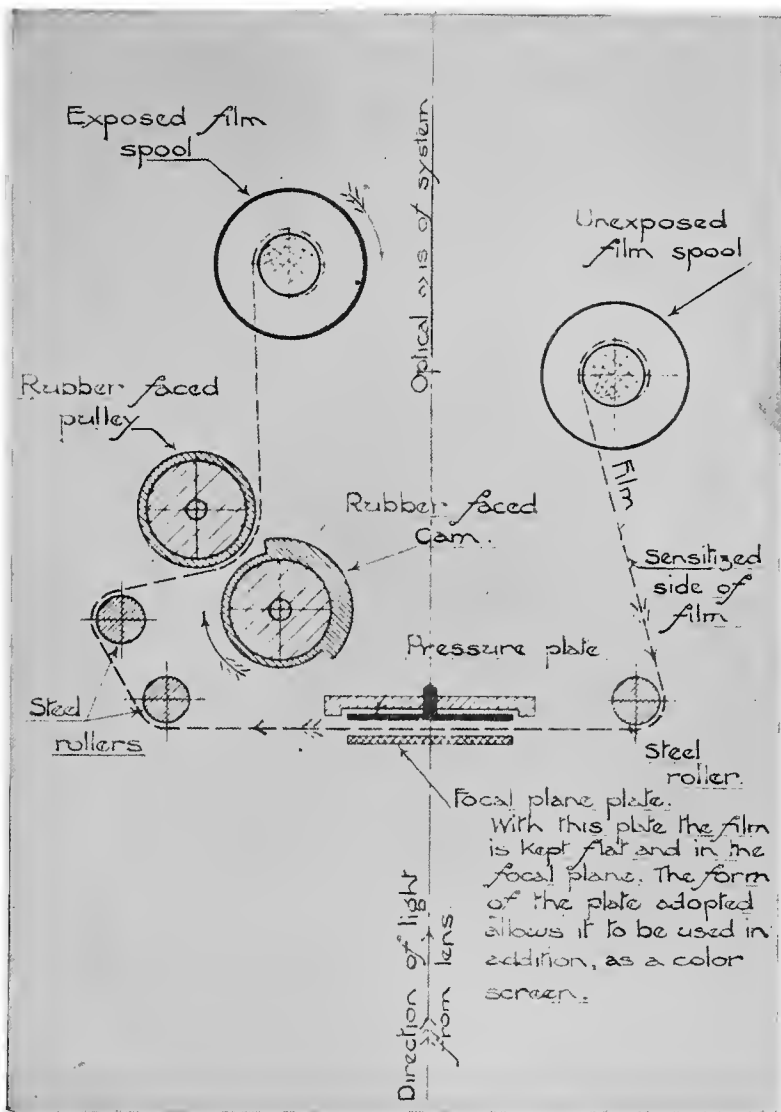 Exposed film
spool
Optical axis of system
Unexposed
film spool
Rubber faced
pulley
Film
Rubber faced
Cam.
Sensitized
side of
film
Pressure plate
Steel
rollers
Steel
roller.
Focal plane plate.
With this plate the film
is kept flat and in the
focal plane. The form
of the plate adopted
allows it to be used in
addition, as a color
screen.
Direction of light
from lens.